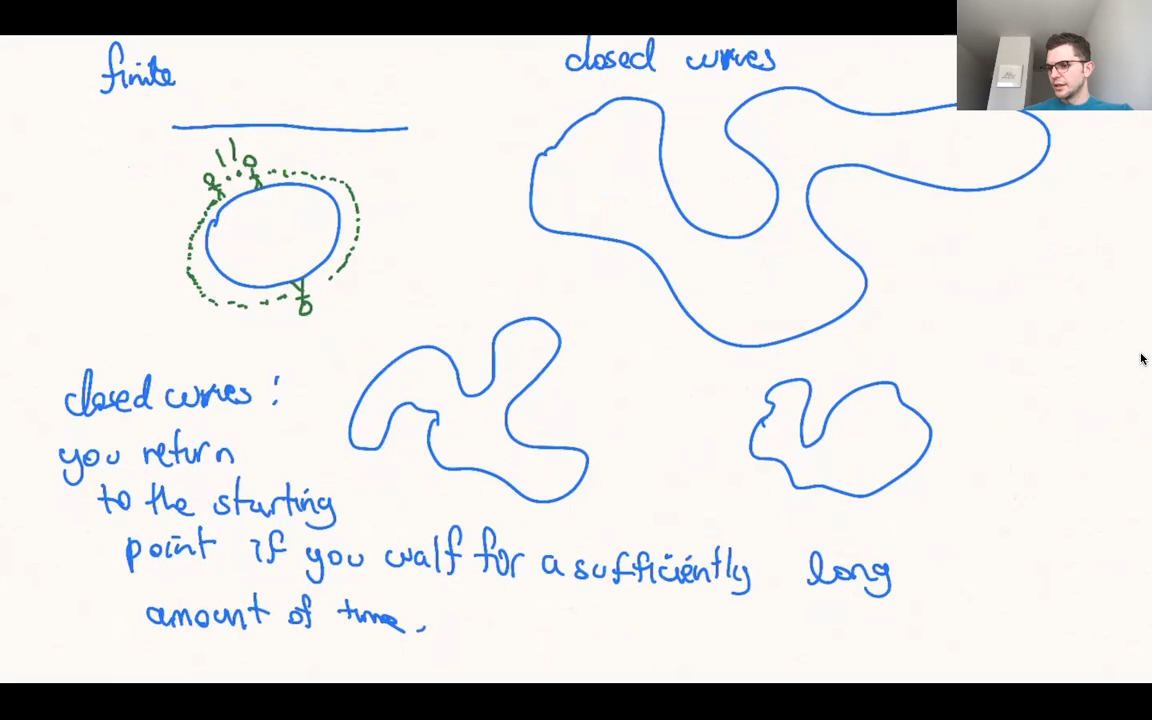 finite
closed curves
closed curves :
you return
to the starting
point if you walf for a sufficiently long
amount of time.